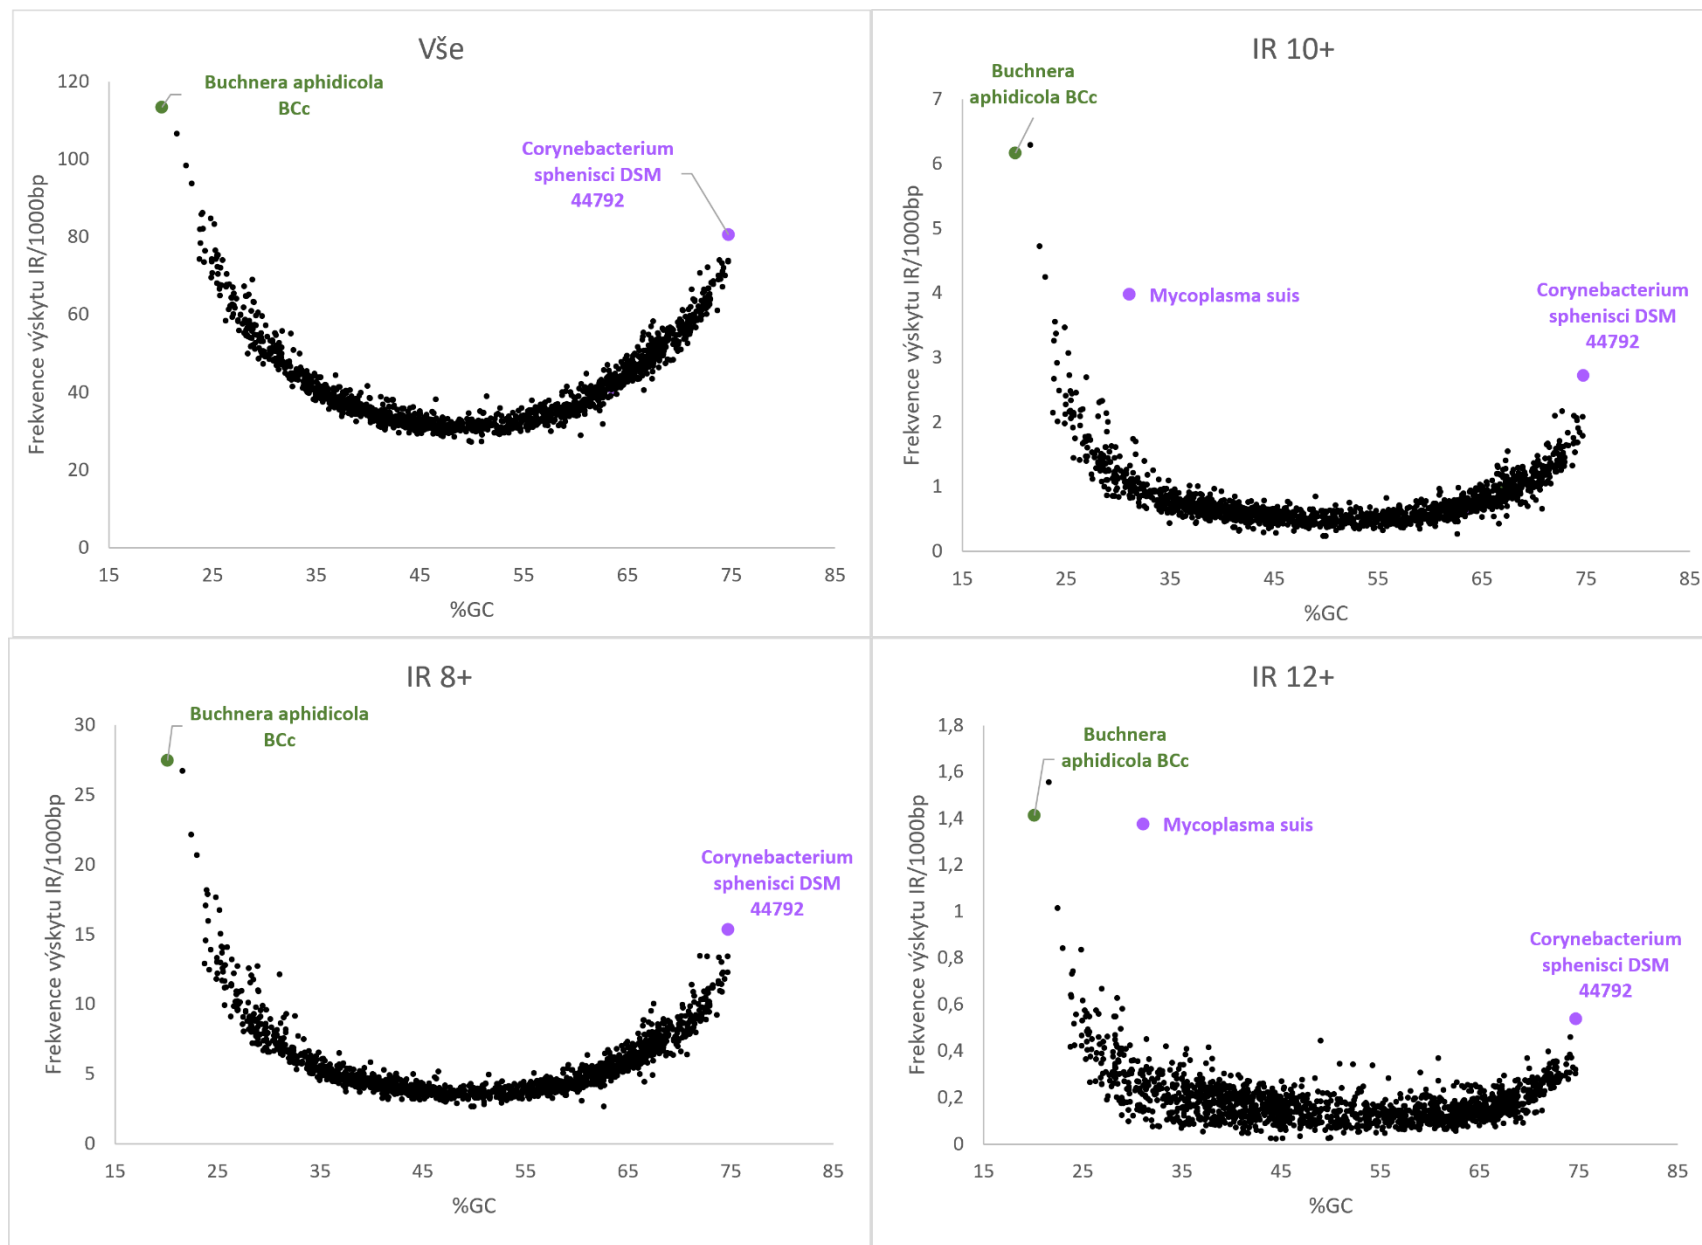 Vše
Frekvence výskytu IR/1000bp
120
100
80
60
40
20
0
Buchnera aphidicola
BCc
Corynebacterium
sphenisci DSM
44792
15 25 35 45 55 65 75 85
%GC
IR 10+
Frekvence výskytu IR/1000bp
7
6
5
4
3
2
1
0
Buchnera
aphidicola BCc
Mycoplasma suis
Corynebacterium
sphenisci DSM
44792
15 25 35 45 55 65 75 85
%GC
IR 8+
Frekvence výskytu IR/1000bp
30
25
20
15
10
5
0
Buchnera aphidicola
BCc
Corynebacterium
sphenisci DSM
44792
15 25 35 45 55 65 75 85
%GC
IR 12+
Frekvence výskytu IR/1000bp
1,8
1,6
1,4
1,2
1
0,8
0,6
0,4
0,2
0
Buchnera
aphidicola BCc
Mycoplasma suis
Corynebacterium
sphenisci DSM
44792
15 25 35 45 55 65 75 85
%GC